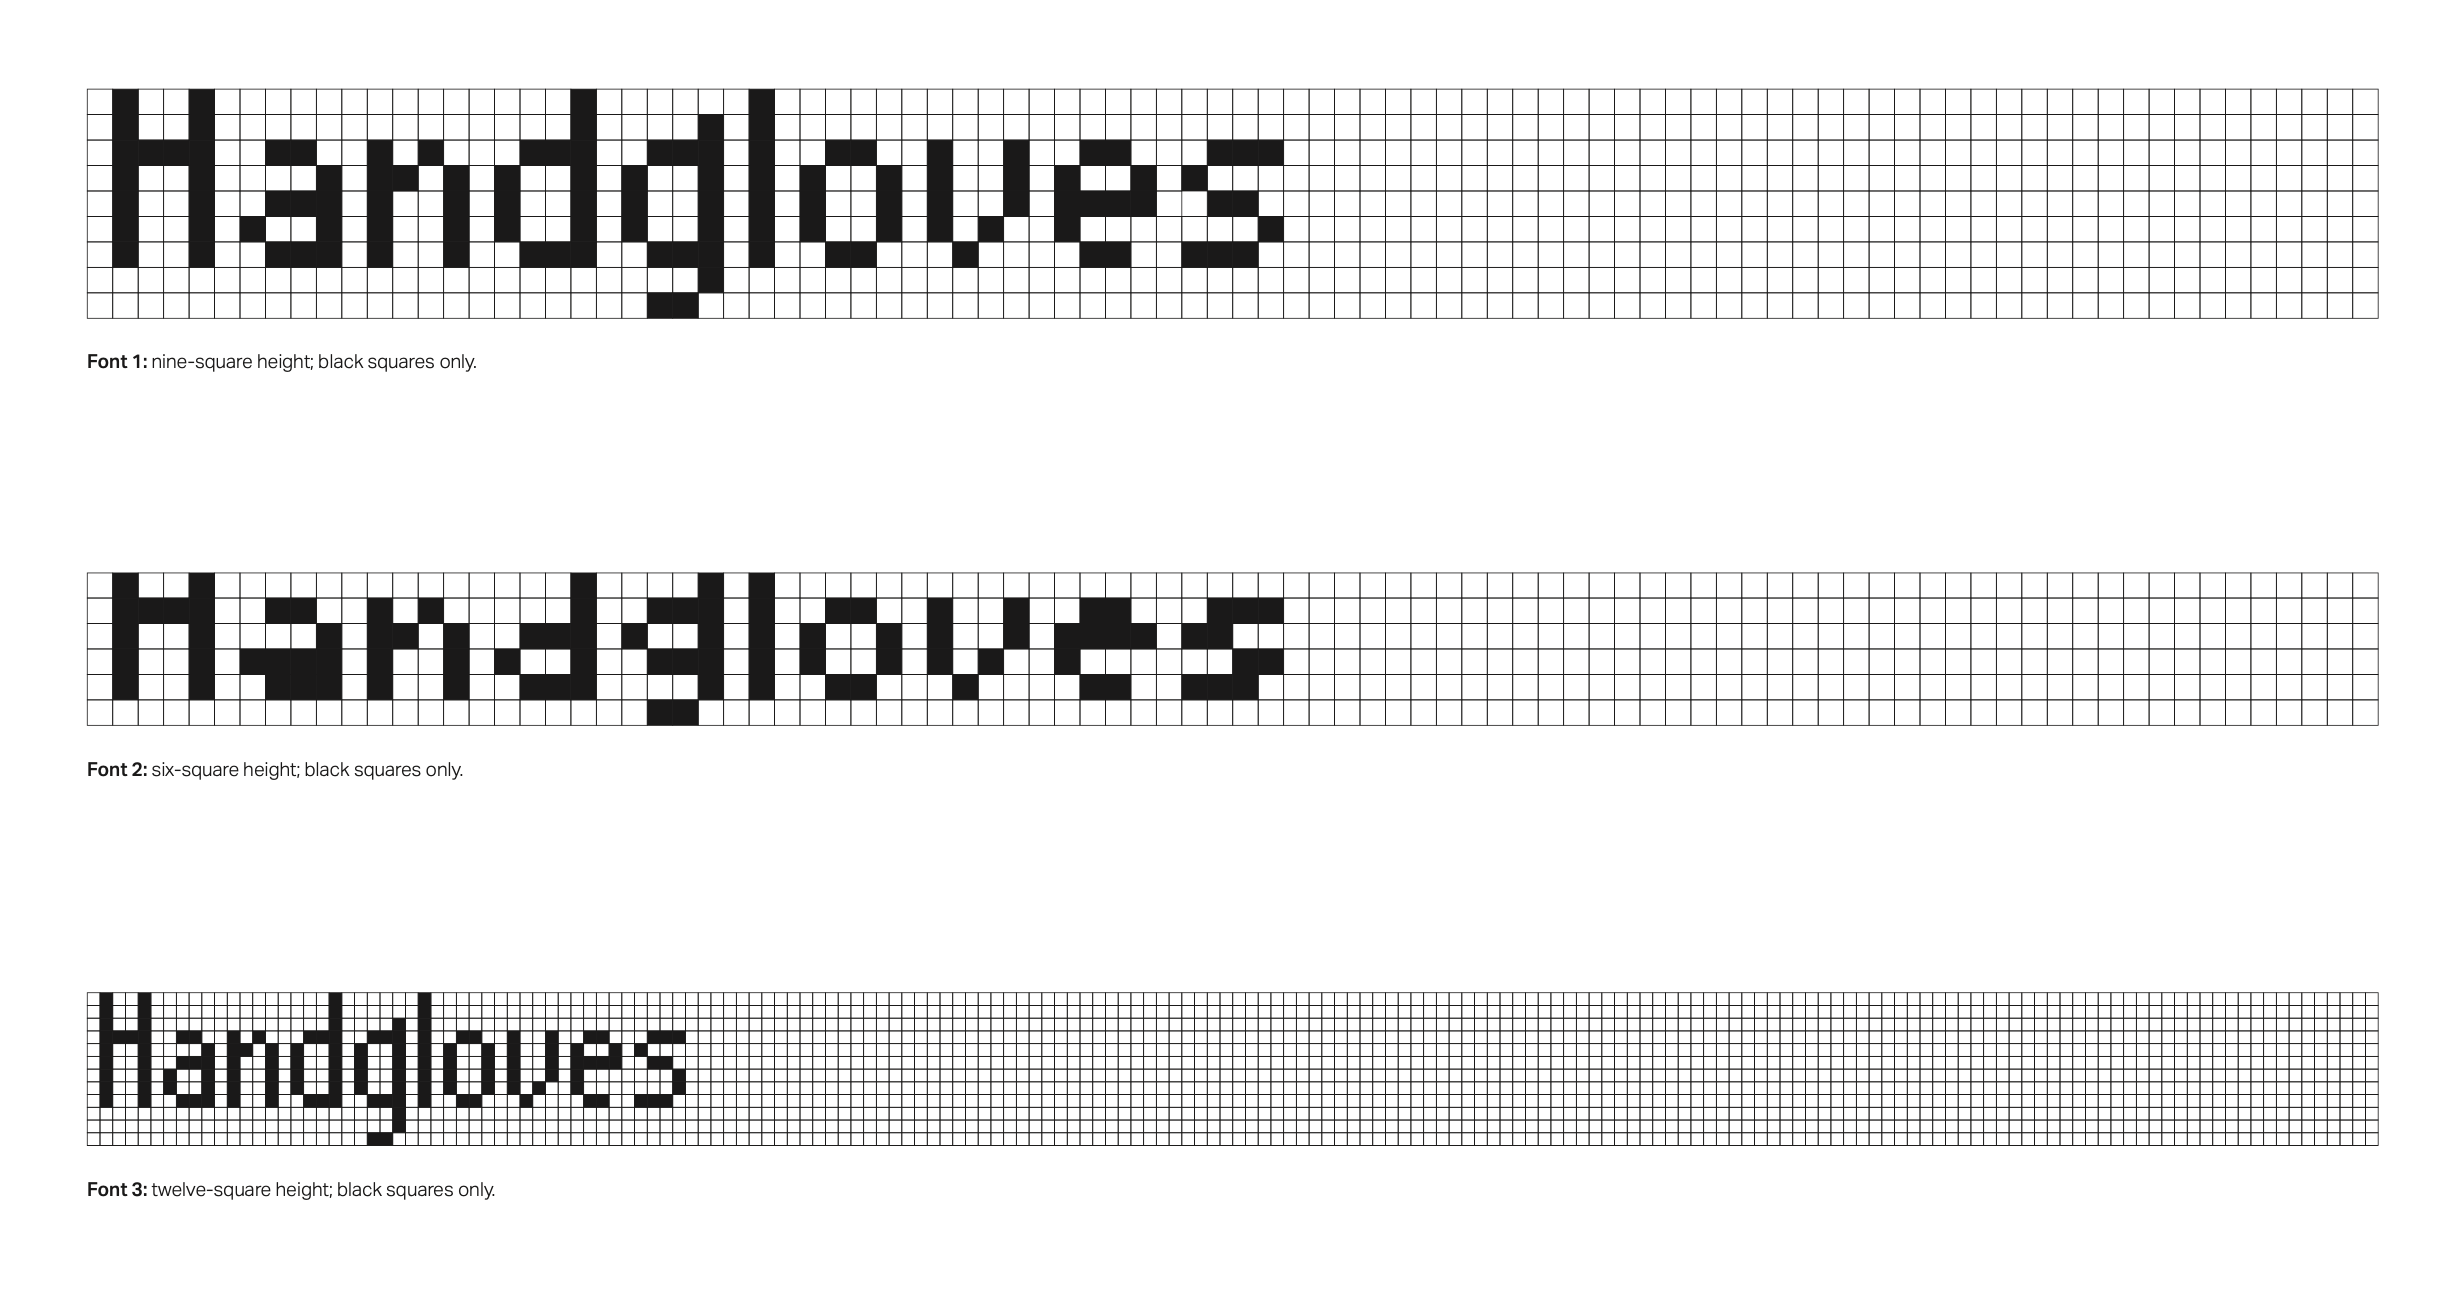 Handgloves
Font 1: nine-square height; black squares only.
Handgloves
Font 2: six-square height; black squares only.
Handgloves
Font 3: twelve-square height; black squares only.